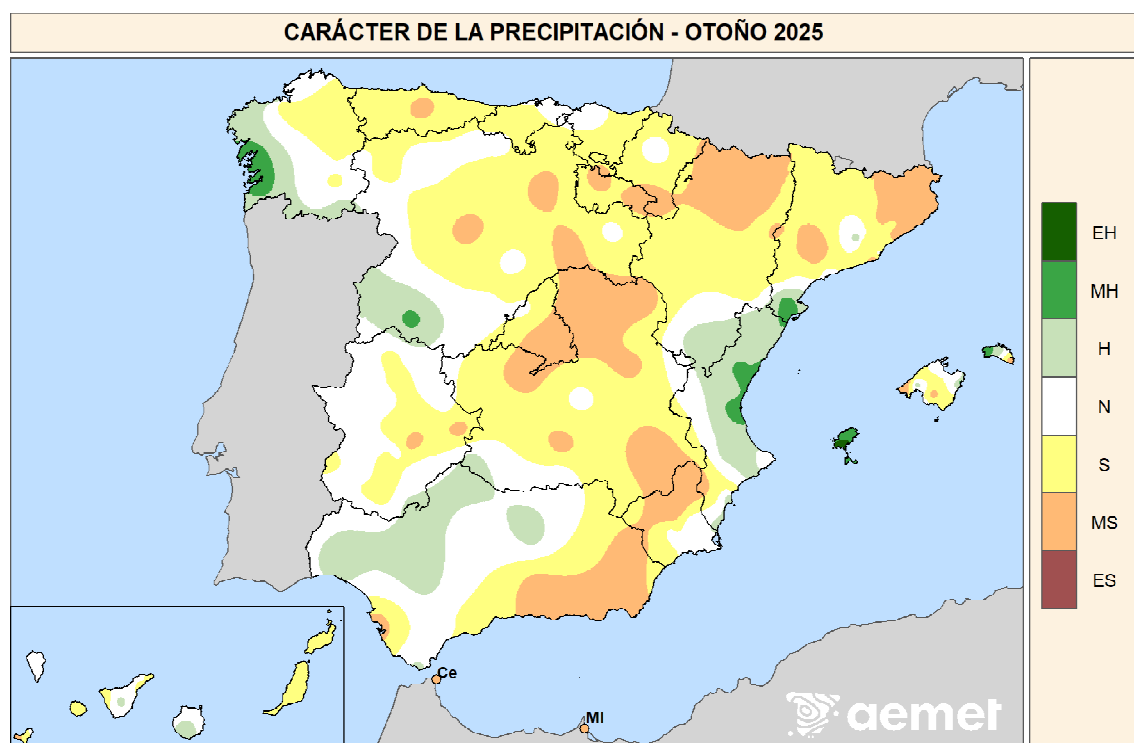 CARÁCTER DE LA PRECIPITACIÓN - OTOÑO 2025
EH
MH
H
N
S
MS
ES
Ce
Ml
aemet